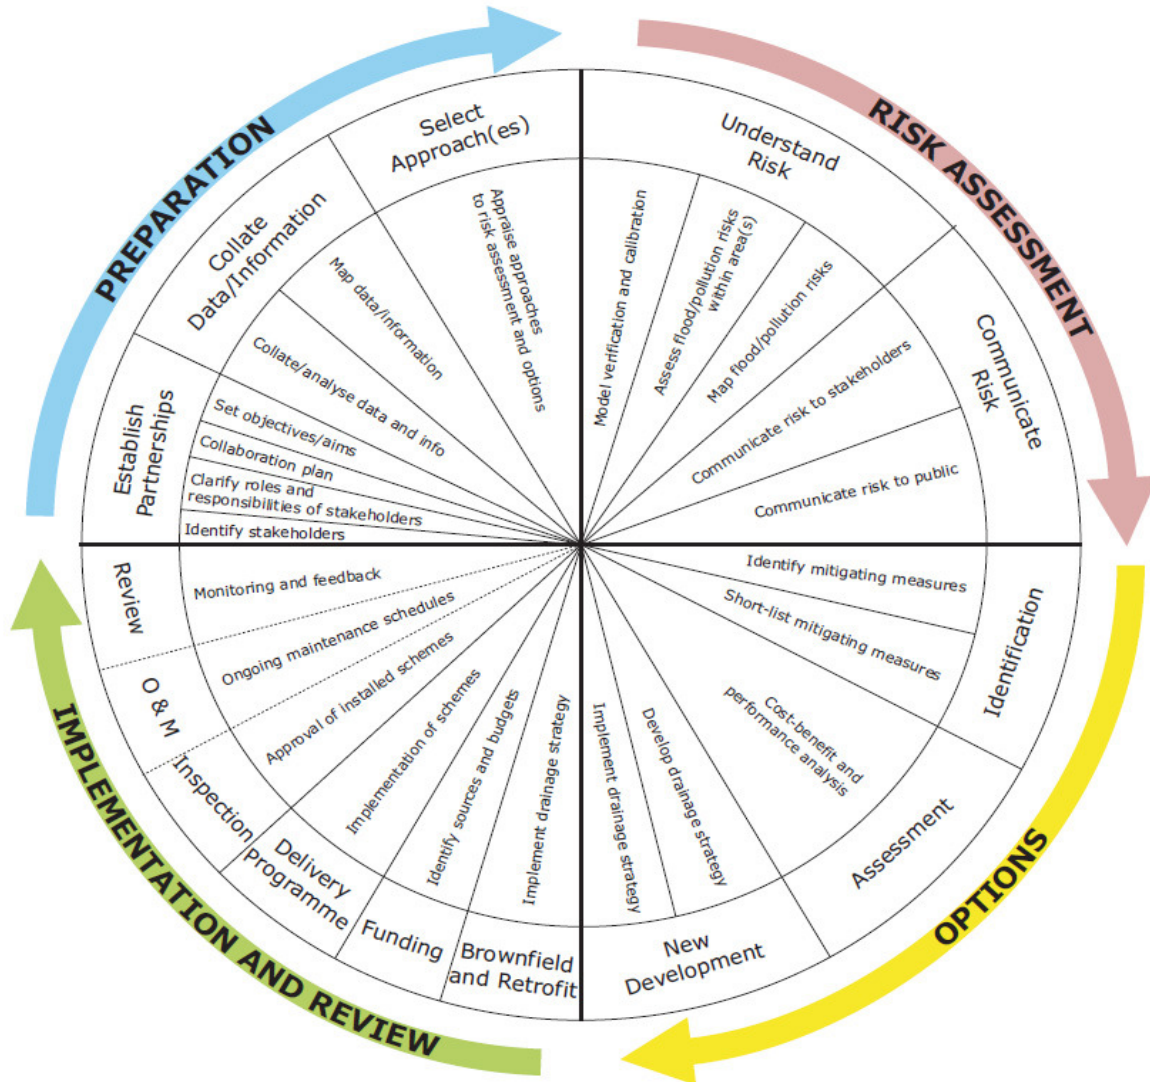 PREPARATION
Select
Approach(es)
Appraise approaches
to risk assessment and options
Collate
Data/Information
Map data/information
Collate/analyse data and info
Establish
Partnerships
Set objectives/aims
Collaboration plan
Clarify roles and
responsibilities of stakeholders
Identify stakeholders
RISK ASSESSMENT
Understand
Risk
Model verification and calibration
Assess flood/pollution risks
within area(s)
Map flood/pollution risks
Communicate
Risk
Communicate risk to stakeholders
Communicate risk to public
OPTIONS
Identification
Identify mitigating measures
Short-list mitigating measures
Assessment
Cost-benefit and
performance analysis
New
Development
Develop drainage strategy
Implement drainage strategy
IMPLEMENTATION AND REVIEW
Brownfield
and Retrofit
Implement drainage strategy
Funding
Identify sources and budgets
Delivery
Programme
Implementation of schemes
Inspection
Approval of installed schemes
O & M
Ongoing maintenance schedules
Review
Monitoring and feedback